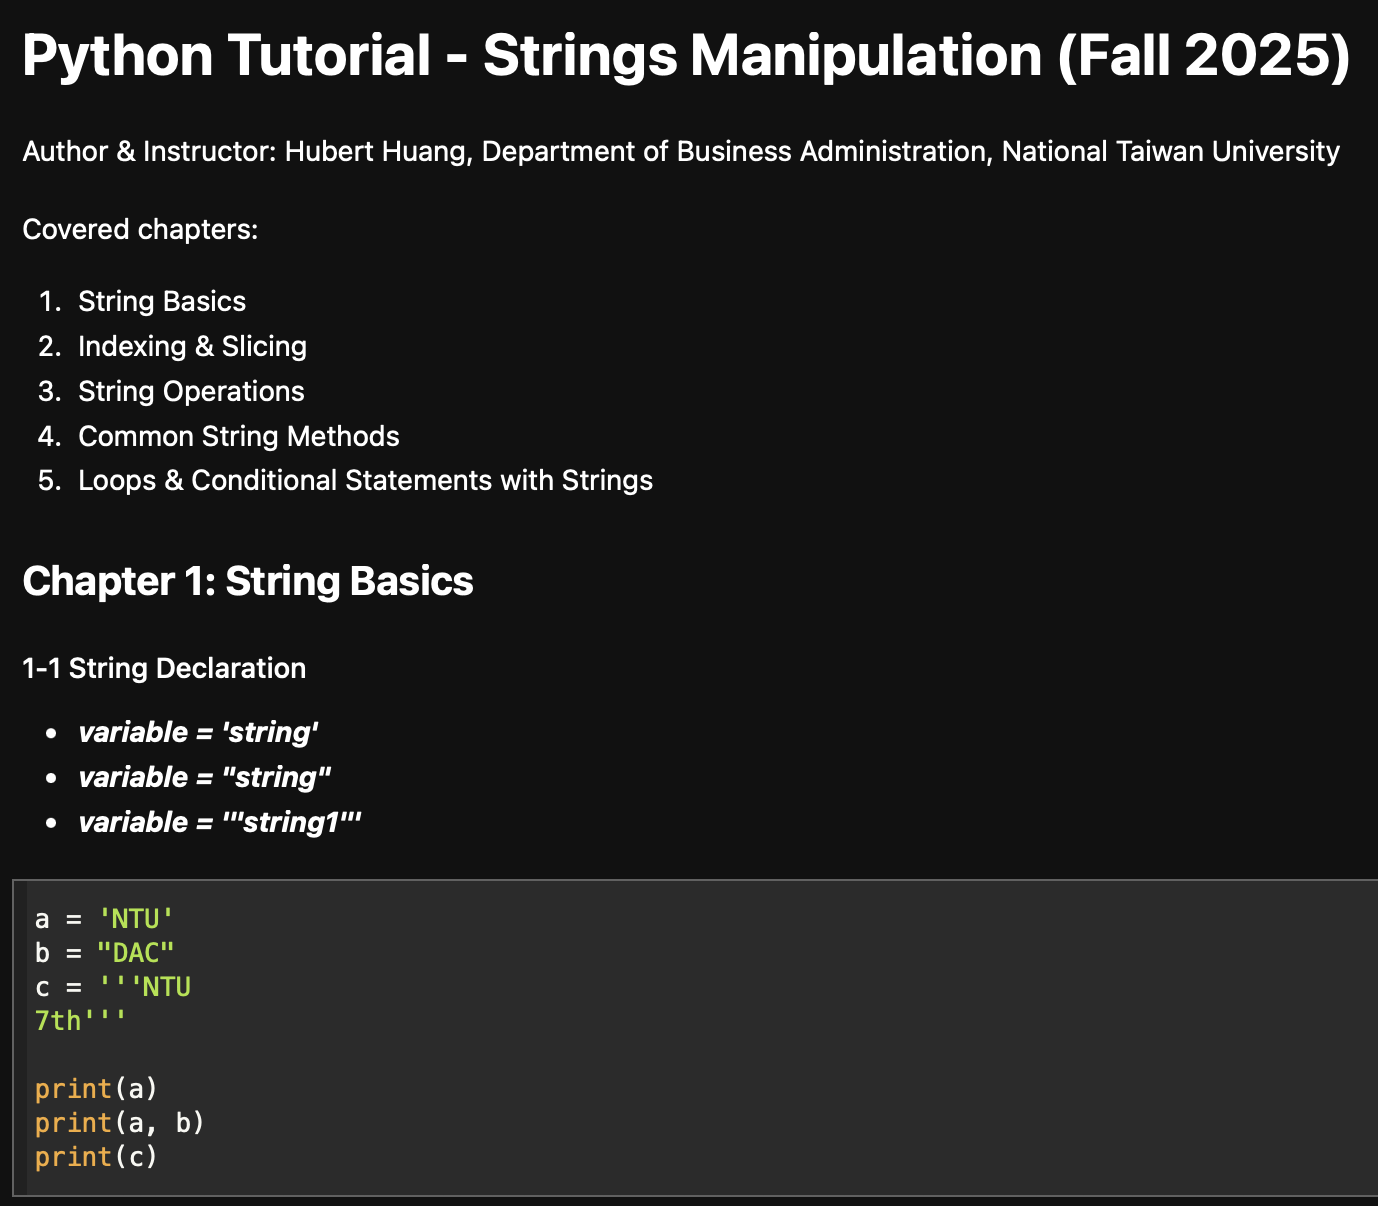 Python Tutorial - Strings Manipulation (Fall 2025)
Author & Instructor: Hubert Huang, Department of Business Administration, National Taiwan University
Covered chapters:
1. String Basics
2. Indexing & Slicing
3. String Operations
4. Common String Methods
5. Loops & Conditional Statements with Strings
Chapter 1: String Basics
1-1 String Declaration
• variable = 'string'
• variable = "string"
• variable = '''string1'''
a = 'NTU'
b = "DAC"
c = '''NTU
7th'''
print(a)
print(a, b)
print(c)